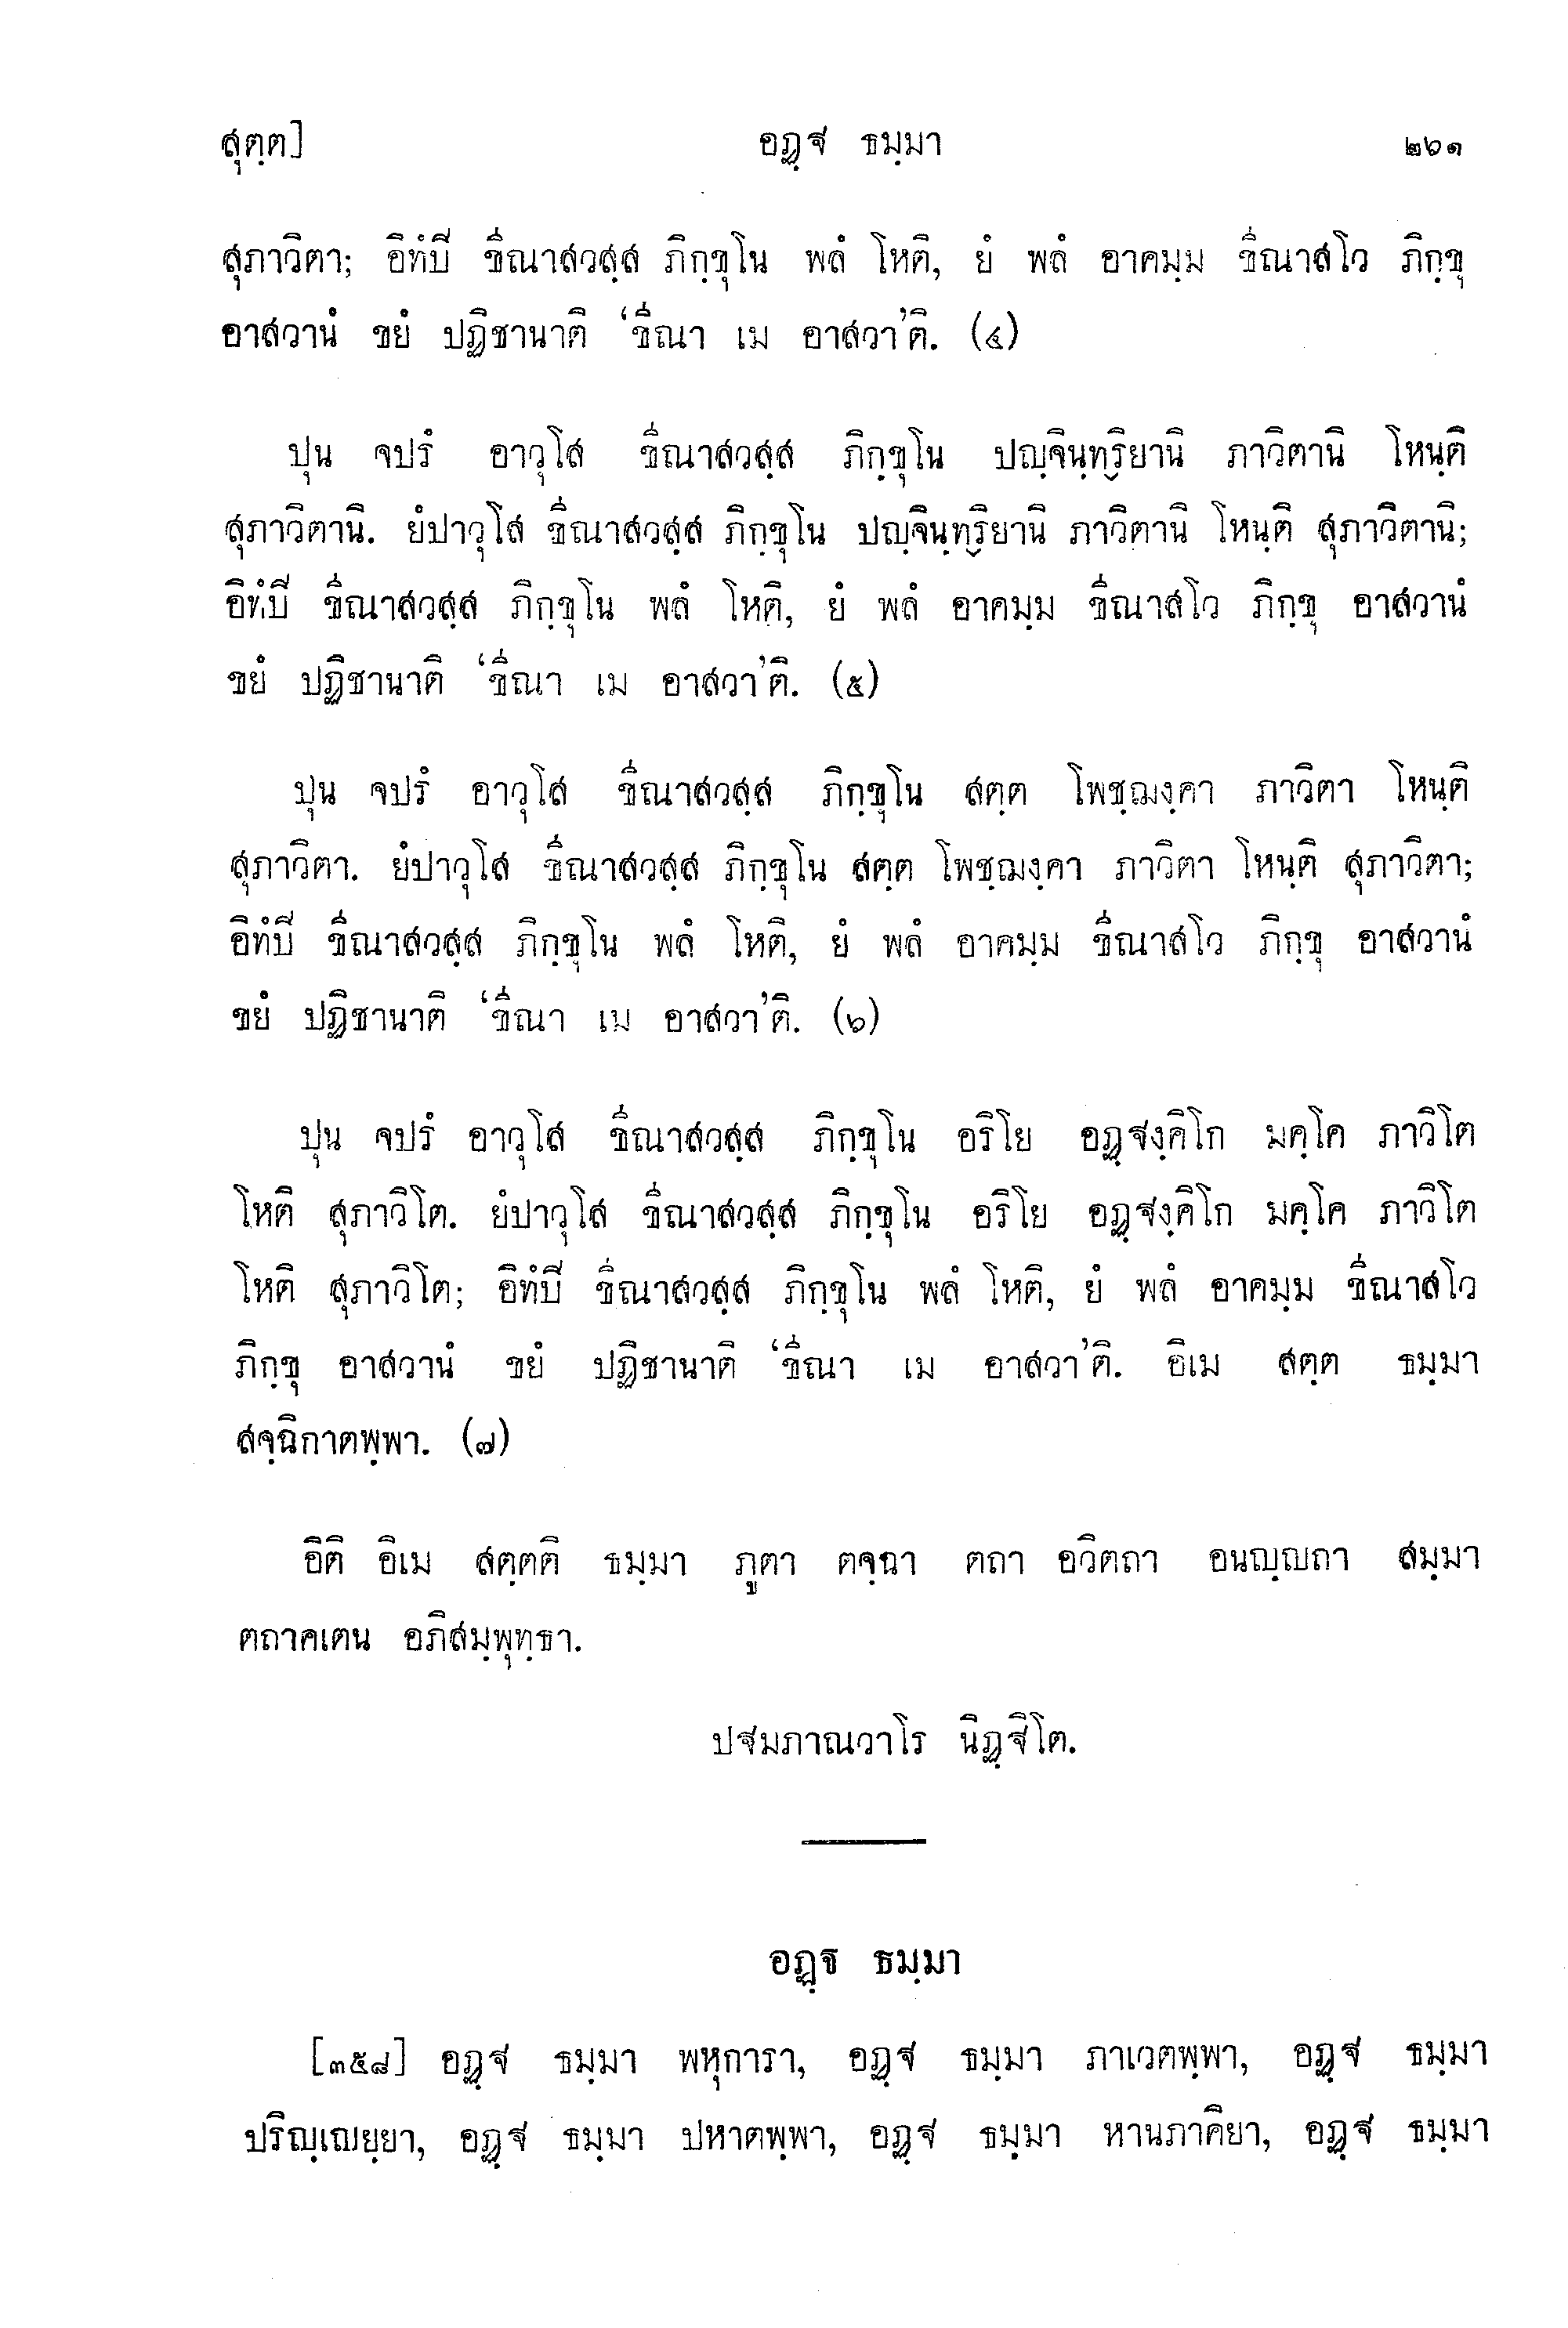 สุตฺต] อฏฺฐ ธมฺมา ๒๖๑
สุภาวิตา; อิทํปิ ขีณาสวสฺส ภิกฺขุโน พลํ โหติ, ยํ พลํ อาคมฺม ขีณาสโว ภิกฺขุ
อาสวานํ ขยํ ปฏิชานาติ ‘ขีณา เม อาสวา’ติ. (๔)
ปุน จปรํ อาวุโส ขีณาสวสฺส ภิกฺขุโน ปญฺจินฺทฺริยานิ ภาวิตานิ โหนฺติ
สุภาวิตานิ. ยํปาวุโส ขีณาสวสฺส ภิกฺขุโน ปญฺจินฺทฺริยานิ ภาวิตานิ โหนฺติ สุภาวิตานิ;
อิทํปิ ขีณาสวสฺส ภิกฺขุโน พลํ โหติ, ยํ พลํ อาคมฺม ขีณาสโว ภิกฺขุ อาสวานํ
ขยํ ปฏิชานาติ ‘ขีณา เม อาสวา’ติ. (๕)
ปุน จปรํ อาวุโส ขีณาสวสฺส ภิกฺขุโน สตฺต โพชฺฌงฺคา ภาวิตา โหนฺติ
สุภาวิตา. ยํปาวุโส ขีณาสวสฺส ภิกฺขุโน สตฺต โพชฺฌงฺคา ภาวิตา โหนฺติ สุภาวิตา;
อิทํปิ ขีณาสวสฺส ภิกฺขุโน พลํ โหติ, ยํ พลํ อาคมฺม ขีณาสโว ภิกฺขุ อาสวานํ
ขยํ ปฏิชานาติ ‘ขีณา เม อาสวา’ติ. (๖)
ปุน จปรํ อาวุโส ขีณาสวสฺส ภิกฺขุโน อริโย อฏฺฐงฺคิโก มคฺโค ภาวิโต
โหติ สุภาวิโต. ยํปาวุโส ขีณาสวสฺส ภิกฺขุโน อริโย อฏฺฐงฺคิโก มคฺโค ภาวิโต
โหติ สุภาวิโต; อิทํปิ ขีณาสวสฺส ภิกฺขุโน พลํ โหติ, ยํ พลํ อาคมฺม ขีณาสโว
ภิกฺขุ อาสวานํ ขยํ ปฏิชานาติ ‘ขีณา เม อาสวา’ติ. อิเม สตฺต ธมฺมา
สจฺฉิกาตพฺพา. (๗)
อิติ อิเม สตฺตติ ธมฺมา ภูตา ตจฺฉา ตถา อวิตถา อนญฺญถา สมฺมา
ตถาคเตน อภิสมฺพุทฺธา.
ปฐมภาณวาโร นิฏฺฐิโต.
อฏฺฐ ธมฺมา
[๓๕๘] อฏฺฐ ธมฺมา พหุการา, อฏฺฐ ธมฺมา ภาเวตพฺพา, อฏฺฐ ธมฺมา
ปริญฺเญยฺยา, อฏฺฐ ธมฺมา ปหาตพฺพา, อฏฺฐ ธมฺมา หานภาคิยา, อฏฺฐ ธมฺมา